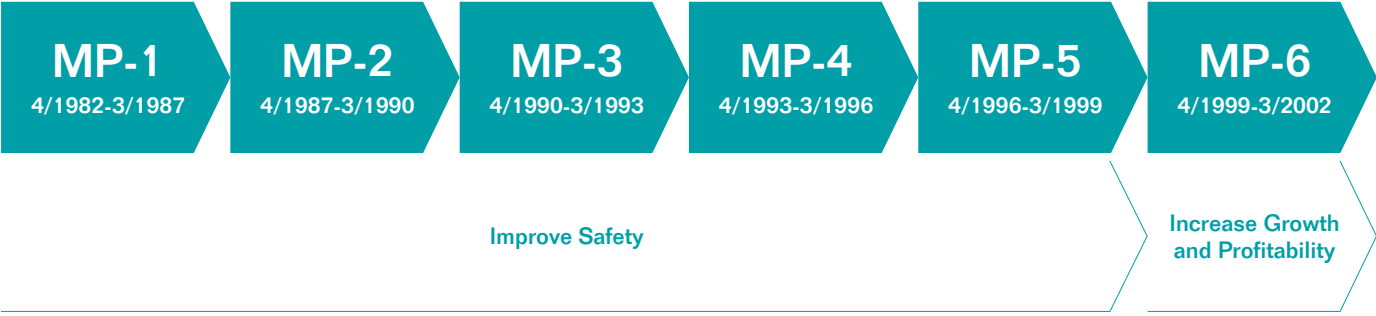 MP-1
4/1982-3/1987
MP-2
4/1987-3/1990
MP-3
4/1990-3/1993
MP-4
4/1993-3/1996
MP-5
4/1996-3/1999
MP-6
4/1999-3/2002
Improve Safety
Increase Growth
and Profitability